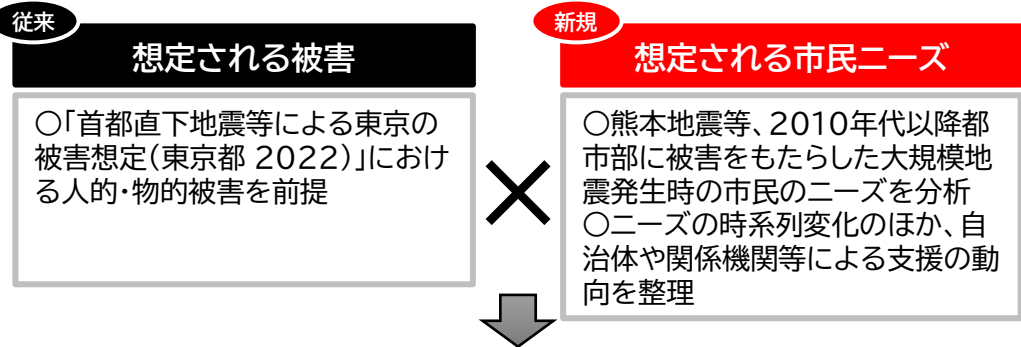 従来
想定される被害
○「首都直下地震等による東京の
被害想定(東京都 2022)」におけ
る人的・物的被害を前提
×
新規
想定される市民ニーズ
○熊本地震等、2010年代以降都
市部に被害をもたらした大規模地
震発生時の市民のニーズを分析
○ニーズの時系列変化のほか、自
治体や関係機関等による支援の動
向を整理